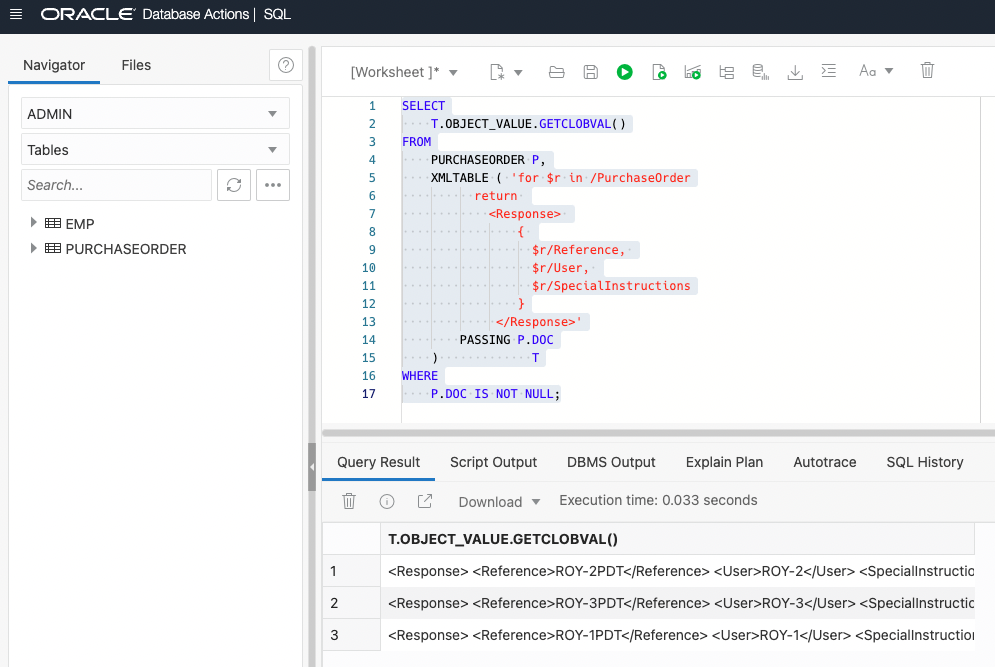 ORACLE Database Actions | SQL
Navigator
Files
ADMIN
Tables
Search...
EMP
PURCHASEORDER
[Worksheet ]*
Aa
1 SELECT
2 T.OBJECT_VALUE.GETCLOBVAL()
3 FROM
4 PURCHASEORDER P,
5 XMLTABLE ( 'for $r in /PurchaseOrder
6 return
7 <Response>
8 {
9 $r/Reference,
10 $r/User,
11 $r/SpecialInstructions
12 }
13 </Response>'
14 PASSING P.DOC
15 ) T
16 WHERE
17 P.DOC IS NOT NULL;
Query Result Script Output DBMS Output Explain Plan Autotrace SQL History
Download Execution time: 0.033 seconds
T.OBJECT_VALUE.GETCLOBVAL()
1 <Response> <Reference>ROY-2PDT</Reference> <User>ROY-2</User> <SpecialInstructio
2 <Response> <Reference>ROY-3PDT</Reference> <User>ROY-3</User> <SpecialInstructio
3 <Response> <Reference>ROY-1PDT</Reference> <User>ROY-1</User> <SpecialInstruction